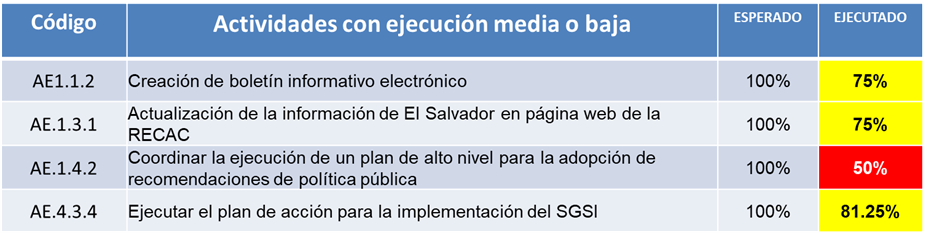 Código Actividades con ejecución media o baja ESPERADO EJECUTADO
AE1.1.2 Creación de boletín informativo electrónico 100% 75%
AE.1.3.1 Actualización de la información de El Salvador en página web de la
RECAC 100% 75%
AE.1.4.2 Coordinar la ejecución de un plan de alto nivel para la adopción de
recomendaciones de política pública 100% 50%
AE.4.3.4 Ejecutar el plan de acción para la implementación del SGSI 100% 81.25%